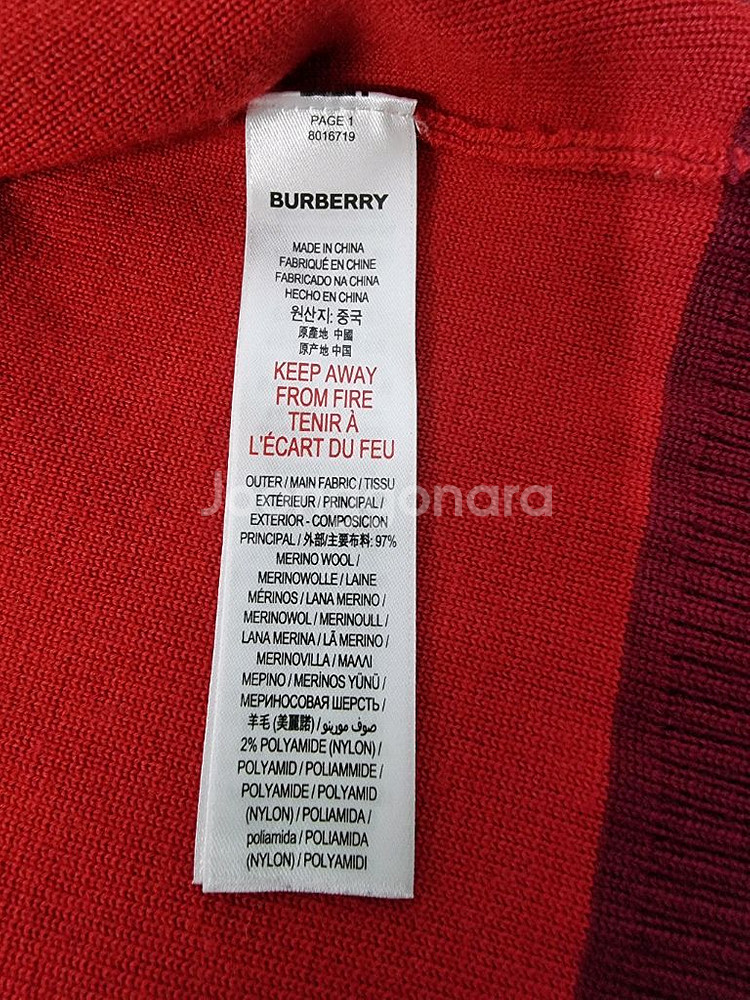 PAGE 1
8016719
BURBERRY
MADE IN CHINA
FABRIQUÉ EN CHINE
FABRICADO NA CHINA
HECHO EN CHINA
원산지: 중국
原產地 中國
原产地 中国
KEEP AWAY
FROM FIRE
TENIR À
L'ÉCART DU FEU
OUTER / MAIN FABRIC / TISSU
EXTÉRIEUR / PRINCIPAL /
EXTERIOR - COMPOSICION
PRINCIPAL / 外部/主要布料: 97%
MERINO WOOL /
MERINOWOLLE / LAINE
MÉRINOS / LANA MERINO /
MERINOWOL / MERINOULL /
LANA MERINA / LÃ MERINO /
MERINOVILLA / ΜΑΛΛΙ
ΜΕΡΙΝΟ / MERİNOS YÜNÜ /
МЕРИНОСОВАЯ ШЕРСТЬ /
羊毛 (美麗諾) / صوف مورينو /
2% POLYAMIDE (NYLON) /
POLYAMID / POLIAMMIDE /
POLYAMIDE / POLYAMID
(NYLON) / POLIAMIDA /
poliamida / POLIAMIDA
(NYLON) / POLYAMIDI